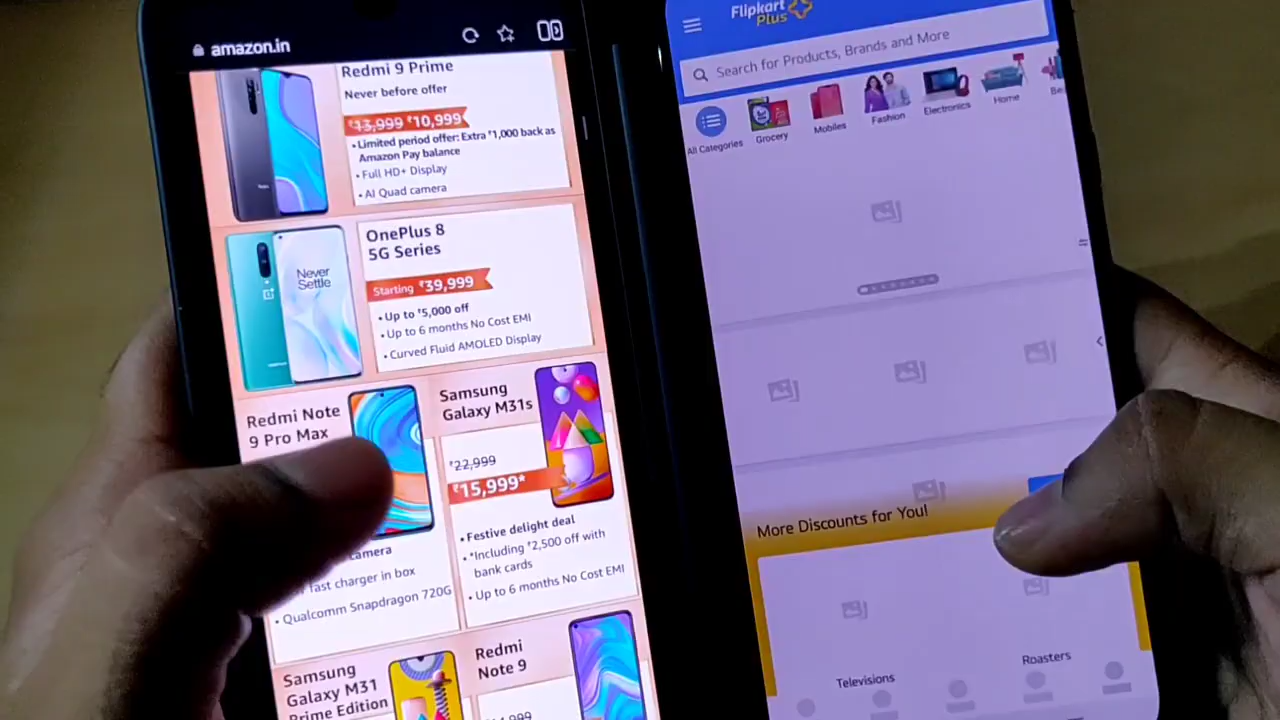 amazon.in
Redmi 9 Prime
Never before offer
₹13,999 ₹10,999
• Limited period offer: Extra ₹1,000 back as
Amazon Pay balance
• Full HD+ Display
• AI Quad camera
OnePlus 8
5G Series
Never
Settle
Starting ₹39,999
• Up to ₹5,000 off
• Up to 6 months No Cost EMI
• Curved Fluid AMOLED Display
Redmi Note
9 Pro Max
camera
fast charger in box
• Qualcomm Snapdragon 720G
Samsung
Galaxy M31s
₹22,999
₹15,999*
• Festive delight deal
• *Including ₹2,500 off with
bank cards
• Up to 6 months No Cost EMI
Samsung
Galaxy M31
Prime Edition
Redmi
Note 9
Flipkart
Plus
Search for Products, Brands and More
All Categories
Grocery
Mobiles
Fashion
Electronics
Home
Be
More Discounts for You!
Televisions
Roasters